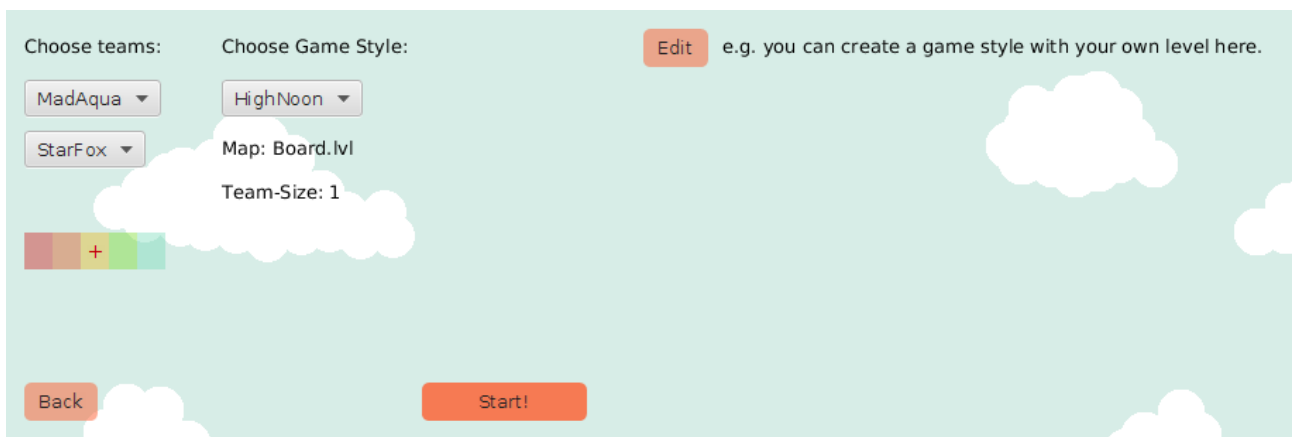 Choose teams:
Choose Game Style:
Edit
e.g. you can create a game style with your own level here.
MadAqua
HighNoon
StarFox
Map: Board.lvl
Team-Size: 1
+
Back
Start!